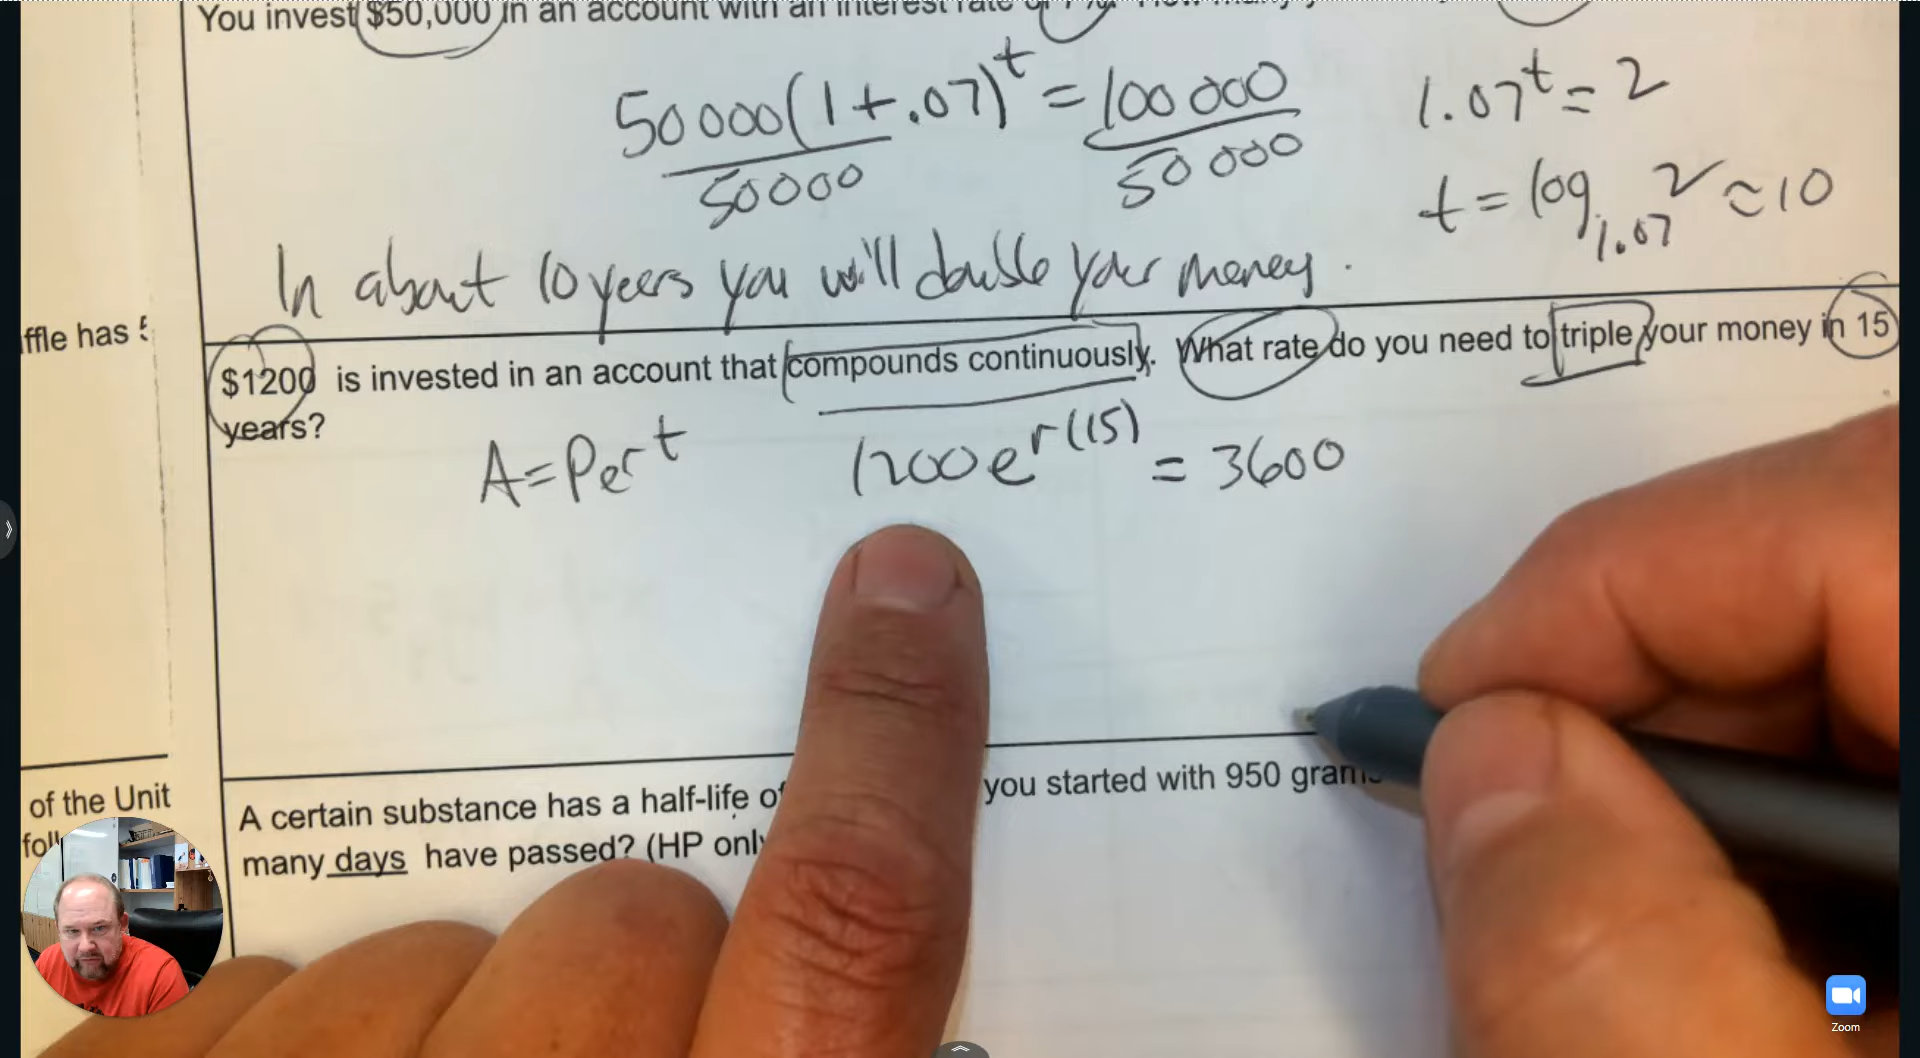 You invest $50,000 in an account with an interest rate of
50000(1+.07)^t = 100000
50000 50000
1.07^t = 2
t = log_1.07 2 ≈ 10
In about 10 yeers you will double your money.
ffle has
$1200 is invested in an account that compounds continuously. What rate do you need to triple your money in 15
years?
A=Pe^rt 1200e^r(15) = 3600
of the Unit
foll
A certain substance has a half-life of you started with 950 grams
many days have passed? (HP only
Zoom